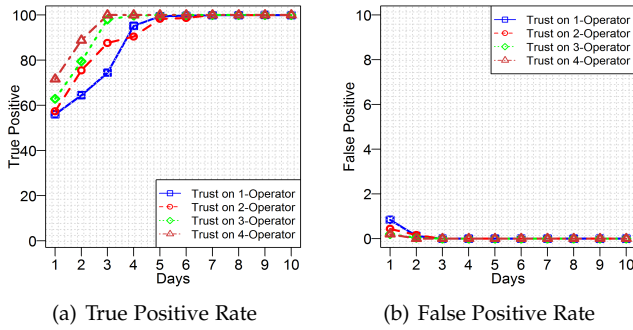 True Positive
100
80
60
40
20
0
Trust on 1-Operator
Trust on 2-Operator
Trust on 3-Operator
Trust on 4-Operator
1 2 3 4 5 6 7 8 9 10
Days
(a) True Positive Rate
False Positive
10
8
6
4
2
0
Trust on 1-Operator
Trust on 2-Operator
Trust on 3-Operator
Trust on 4-Operator
1 2 3 4 5 6 7 8 9 10
Days
(b) False Positive Rate